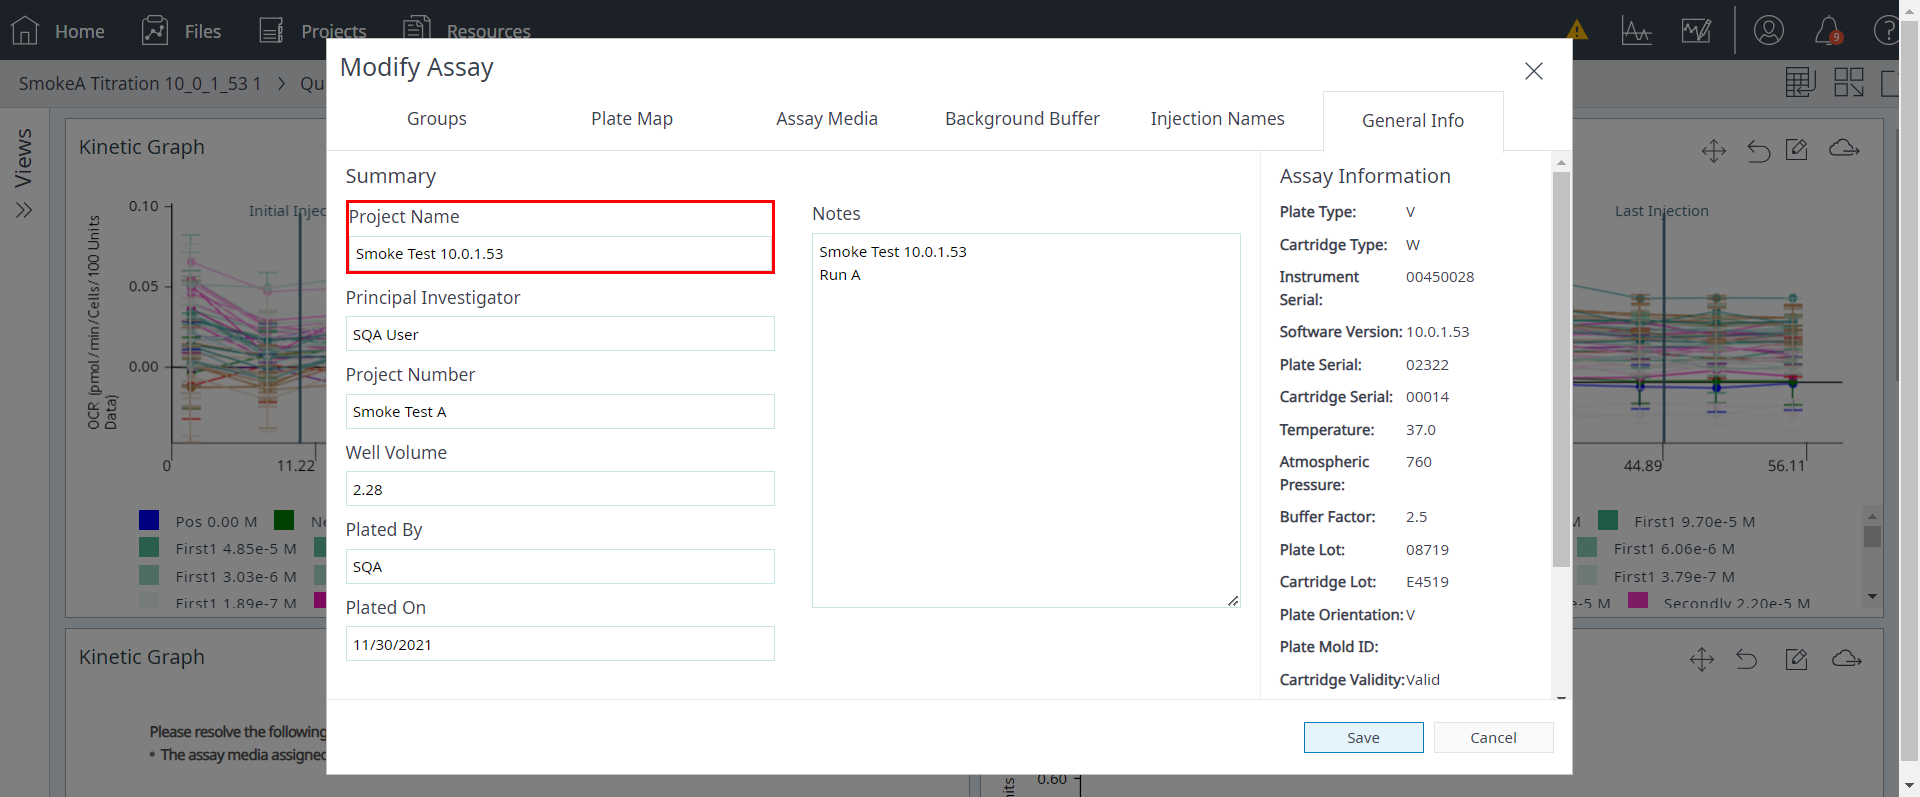 Home
Files
Projects
Resources
9
SmokeA Titration 10_0_1_53 1
Qu
Views
Modify Assay
Groups
Plate Map
Assay Media
Background Buffer
Injection Names
General Info
Kinetic Graph
0.10
0.05
0.00
OCR (pmol/min/Cells/100 Units
Data)
Initial Injec
0
11.22
Pos 0.00 M
Ne
First1 4.85e-5 M
First1 3.03e-6 M
First1 1.89e-7 M
Summary
Project Name
Smoke Test 10.0.1.53
Principal Investigator
SQA User
Project Number
Smoke Test A
Well Volume
2.28
Plated By
SQA
Plated On
11/30/2021
Notes
Smoke Test 10.0.1.53
Run A
Assay Information
Plate Type: V
Cartridge Type: W
Instrument 00450028
Serial:
Software Version: 10.0.1.53
Plate Serial: 02322
Cartridge Serial: 00014
Temperature: 37.0
Atmospheric 760
Pressure:
Buffer Factor: 2.5
Plate Lot: 08719
Cartridge Lot: E4519
Plate Orientation: V
Plate Mold ID:
Cartridge Validity: Valid
Save
Cancel
Last Injection
44.89
56.11
M
First1 9.70e-5 M
First1 6.06e-6 M
First1 3.79e-7 M
e-5 M
Secondly 2.20e-5 M
Kinetic Graph
Please resolve the following
• The assay media assigned
0.60
nits